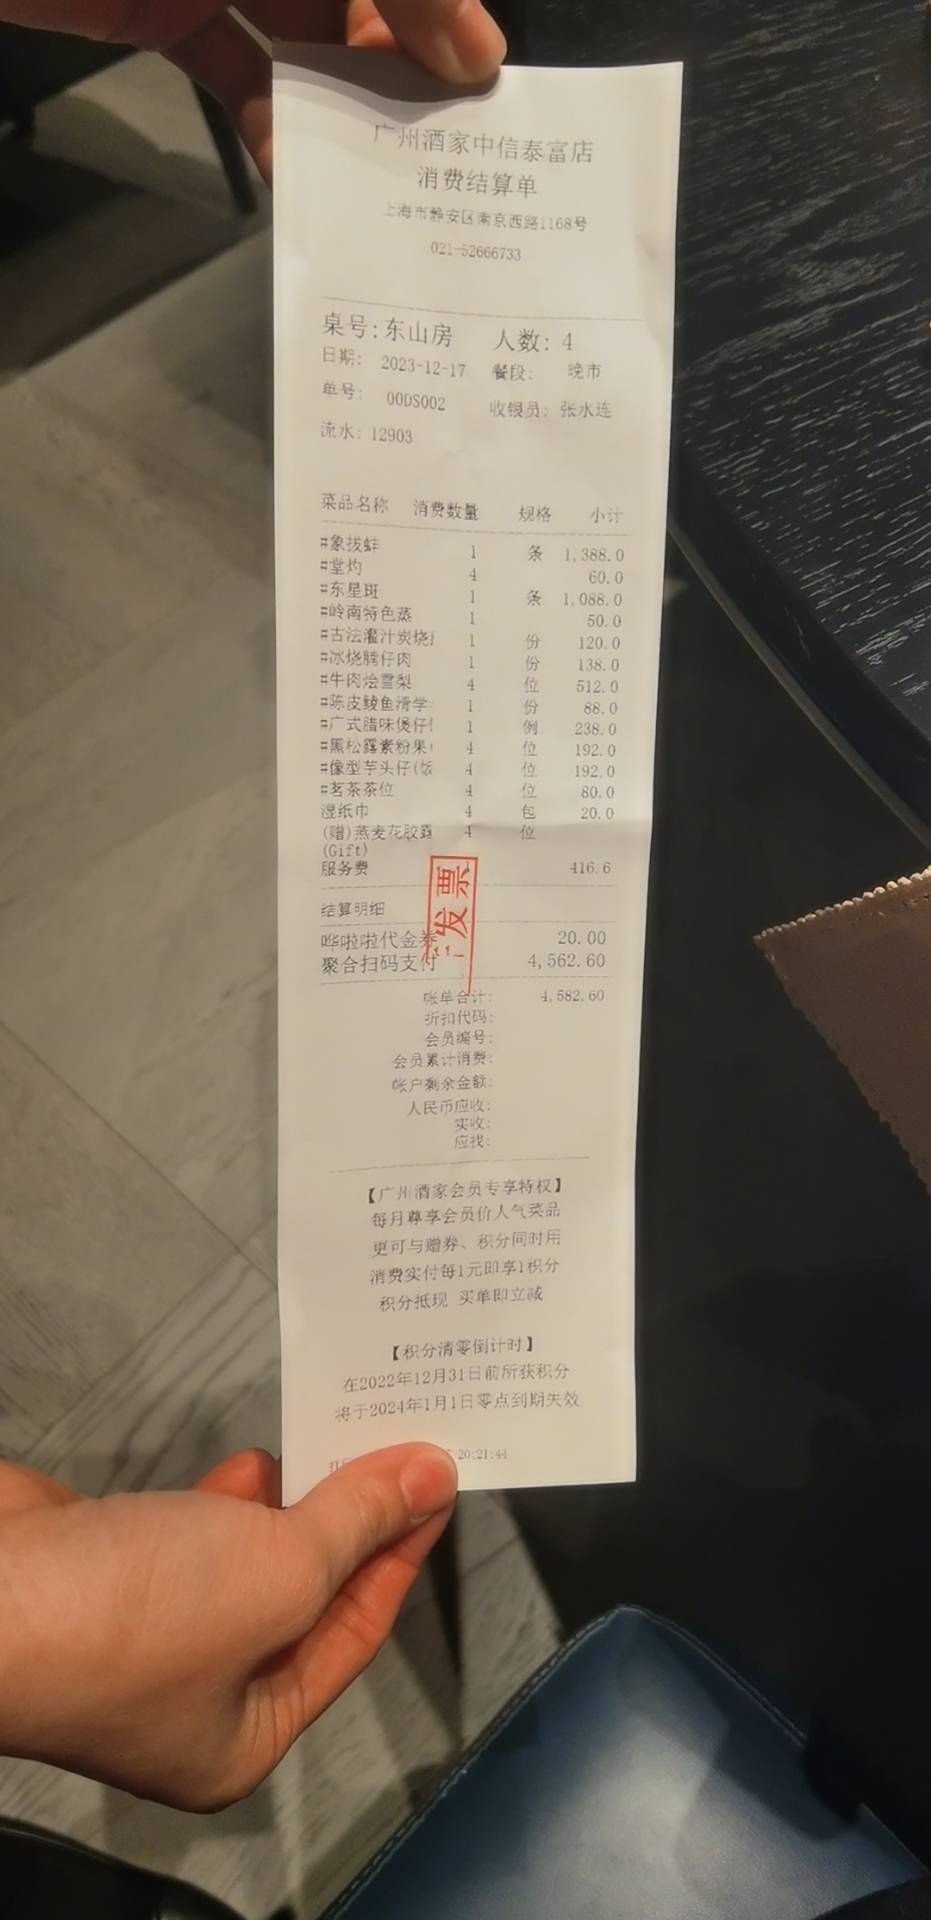 广州酒家中信泰富店
消费结算单
上海市静安区南京西路1168号
021-52666733
桌号:东山房 人数: 4
日期: 2023-12-17 餐段: 晚市
单号: 00DS002 收银员: 张水连
流水: 12903
菜品名称 消费数量 规格 小计
#象拔蚌 1 条 1,388.0
#堂灼 4 60.0
#东星斑 1 条 1,088.0
#岭南特色蒸 1 50.0
#古法灌汁炭烧 1 份 120.0
#冰烧腩仔肉 1 份 138.0
#牛肉烩雪梨 4 位 512.0
#陈皮鲮鱼滑学 1 份 88.0
#广式腊味煲仔 1 例 238.0
#黑松露素粉果( 4 位 192.0
#像型芋头仔(饭 4 位 192.0
#茗茶茶位 4 位 80.0
湿纸巾 4 包 20.0
(赠)燕麦花胶露 4 位
(Gift)
服务费 416.6
发票
结算明细
哗啦啦代金券 20.00
聚合扫码支付 4,562.60
帐单合计: 4,582.60
折扣代码:
会员编号:
会员累计消费:
帐户剩余金额:
人民币应收:
实收:
应找:
【广州酒家会员专享特权】
每月尊享会员价人气菜品
更可与赠券、积分同时用
消费实付每1元即享1积分
积分抵现 买单即立减
【积分清零倒计时】
在2022年12月31日前所获积分
将于2024年1月1日零点到期失效
20:21:44